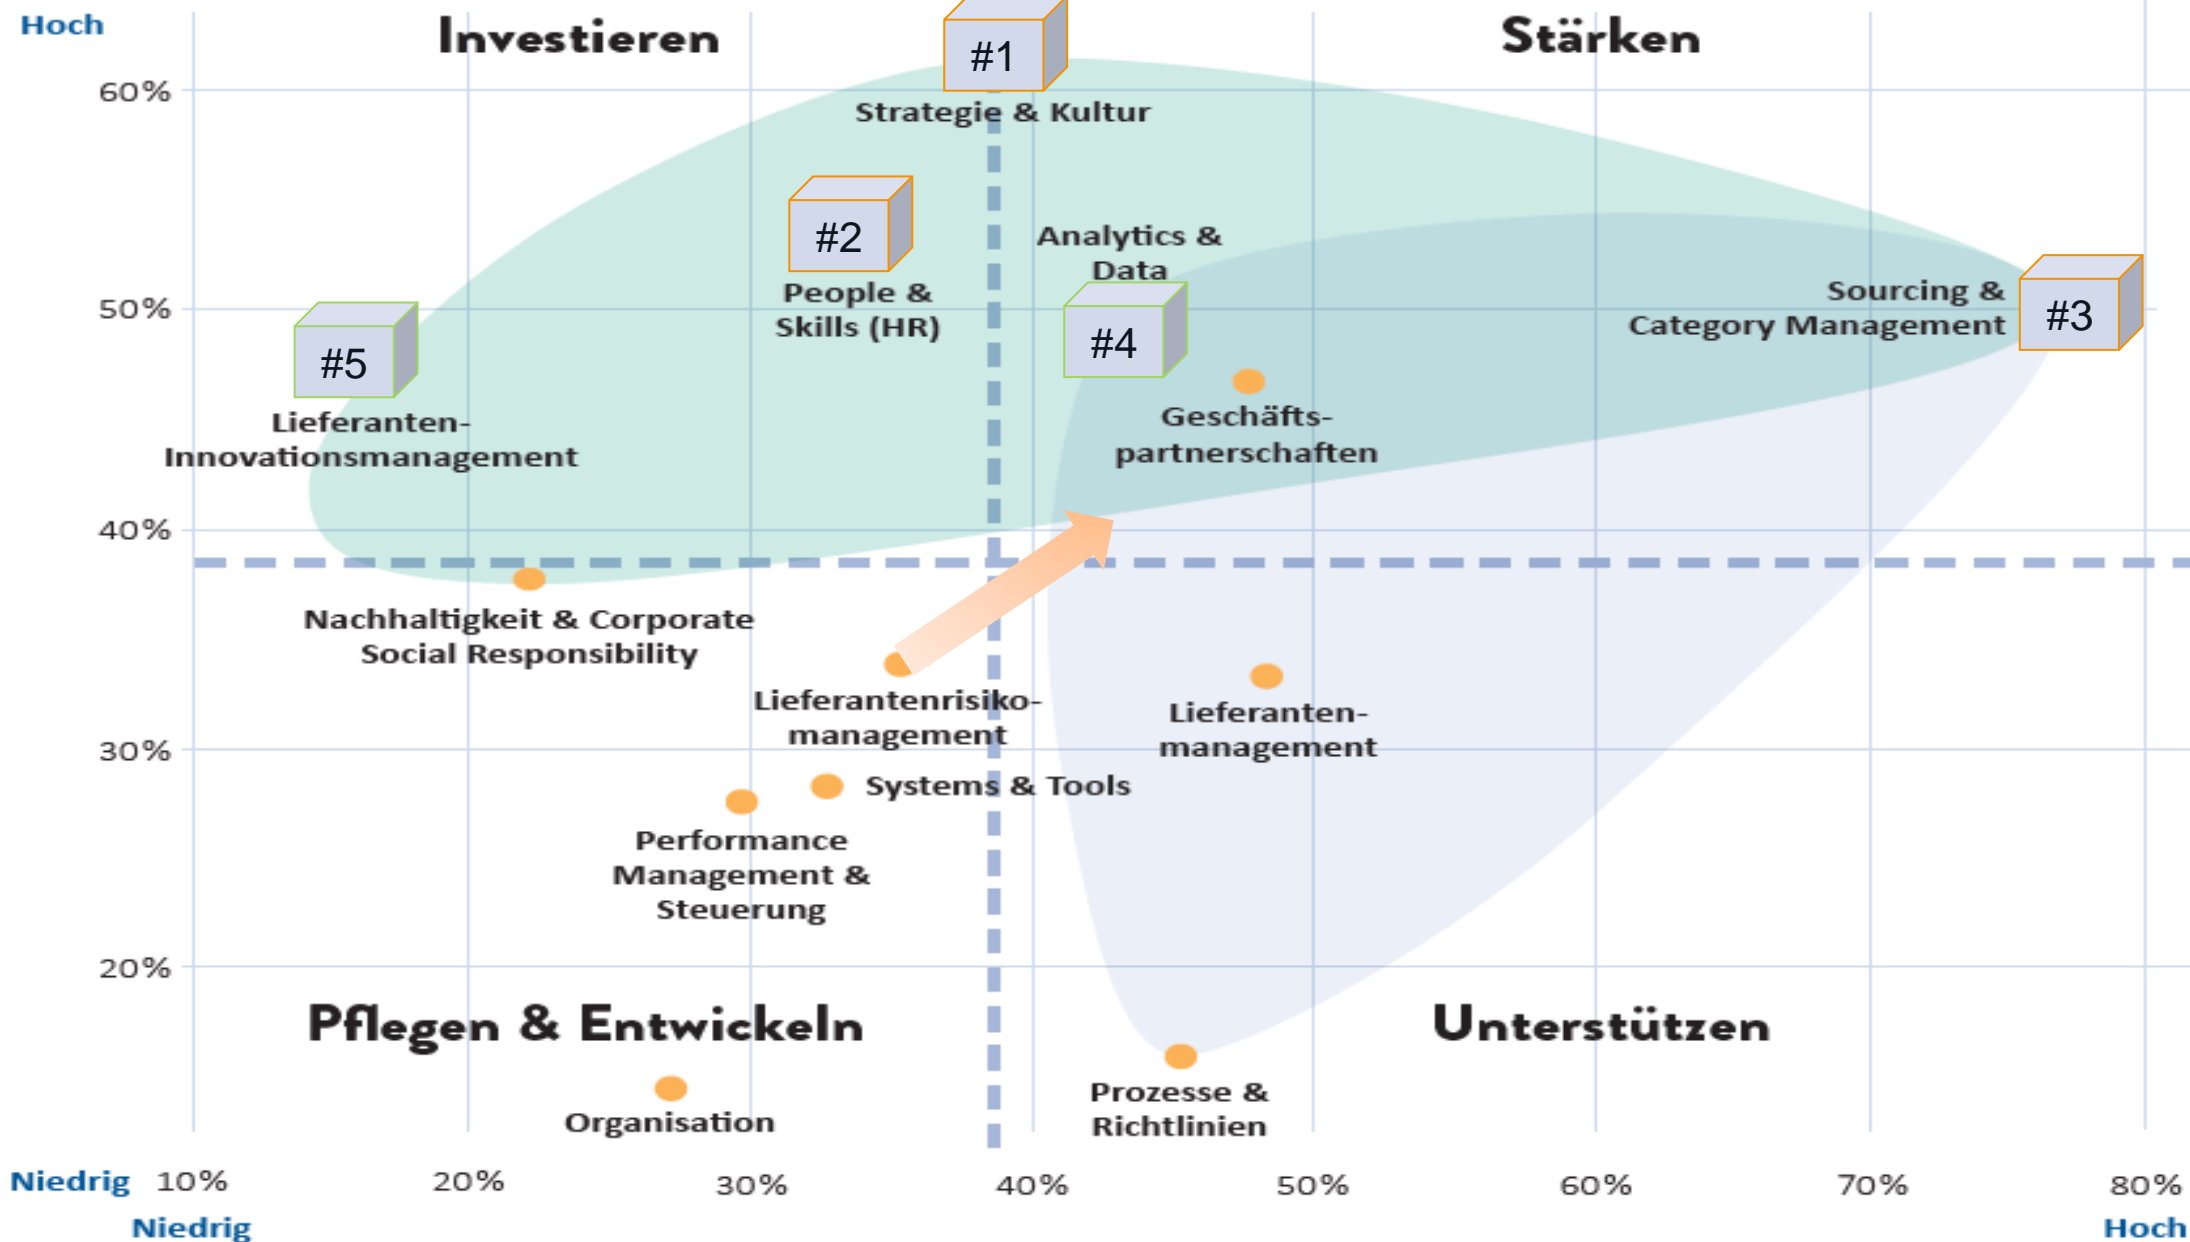 Hoch
Investieren
Stärken
#1
60%
Strategie & Kultur
#2
Analytics &
Data
People &
Skills (HR)
50%
Sourcing &
Category Management
#3
#4
#5
Geschäfts-
partnerschaften
Lieferanten-
Innovationsmanagement
40%
Nachhaltigkeit & Corporate
Social Responsibility
Lieferantenrisiko-
management
Lieferanten-
management
30%
Systems & Tools
Performance
Management &
Steuerung
20%
Pflegen & Entwickeln
Unterstützen
Organisation
Prozesse &
Richtlinien
Niedrig 10% 20% 30% 40% 50% 60% 70% 80%
Niedrig
Hoch